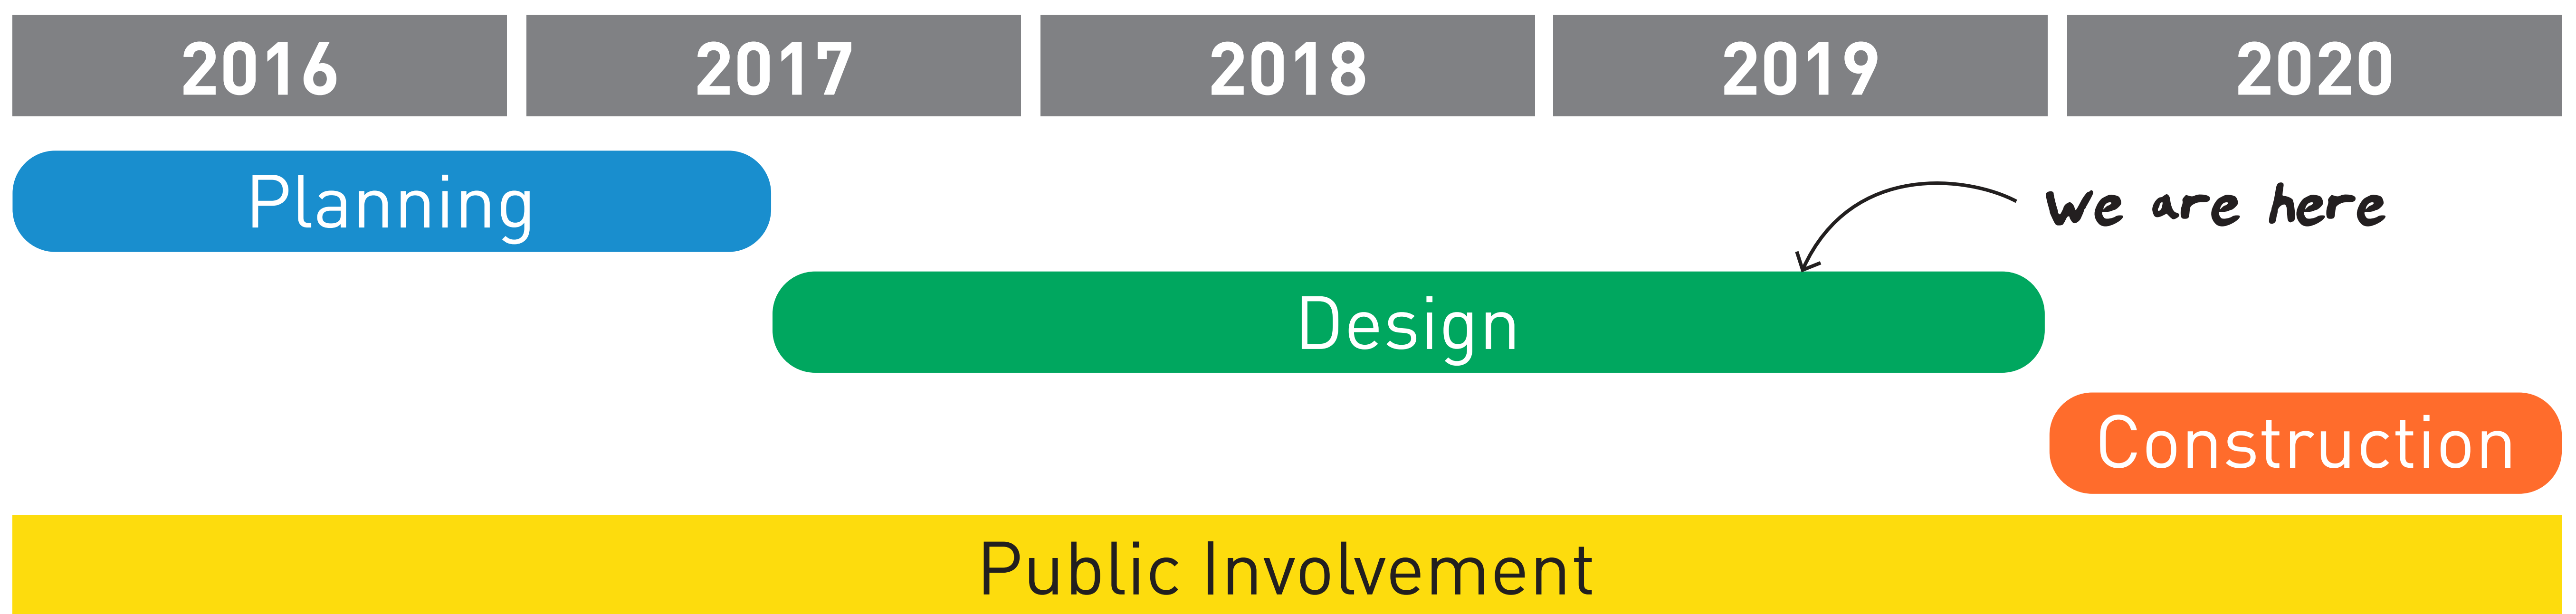 2016 2017 2018 2019 2020
Planning
we are here
Design
Construction
Public Involvement